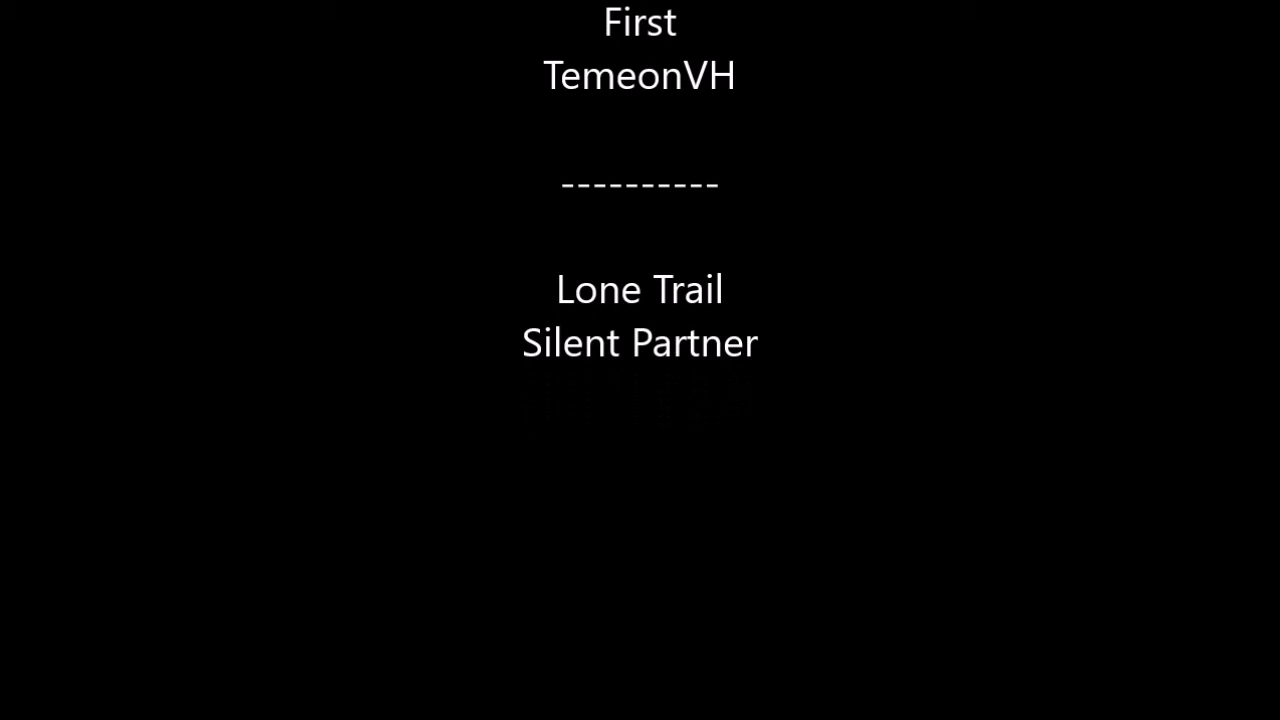 First
TemeonVH
----------
Lone Trail
Silent Partner